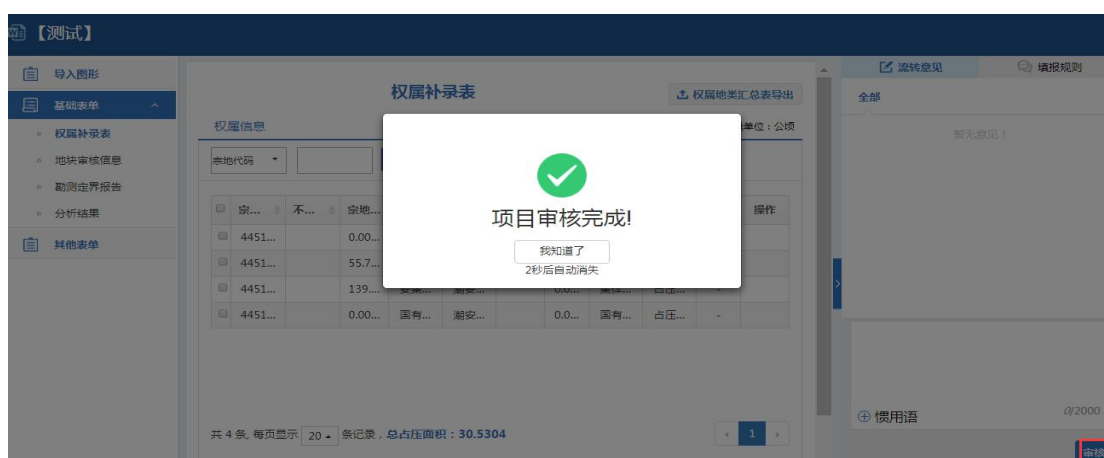 【测试】
导入图形
基础表单
权属补录表
地块审核信息
勘测定界报告
分析结果
其他表单
权属补录表
权属地类汇总表导出
权属信息
单位：公顷
宗地代码
宗... 不... 宗地... 操作
4451... 0.00...
4451... 55.7...
4451... 139....
4451... 0.00... 国有... 潮安... 0.0... 国有... 占压... -
项目审核完成!
我知道了
2秒后自动消失
共 4 条, 每页显示 20 条记录 , 总占压面积：30.5304
1
流转意见 填报规则
全部
暂无意见！
惯用语 0/2000
审核